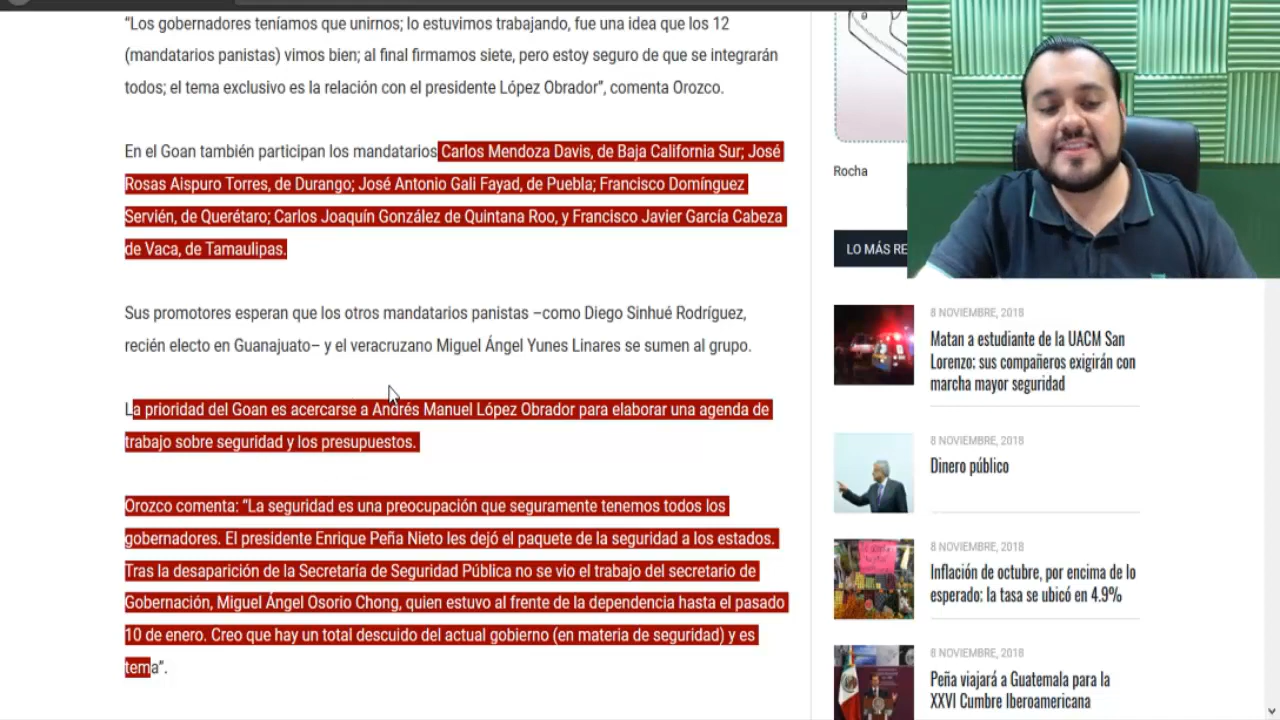 “Los gobernadores teníamos que unirnos; lo estuvimos trabajando, fue una idea que los 12
(mandatarios panistas) vimos bien; al final firmamos siete, pero estoy seguro de que se integrarán
todos; el tema exclusivo es la relación con el presidente López Obrador”, comenta Orozco.
En el Goan también participan los mandatarios Carlos Mendoza Davis, de Baja California Sur; José
Rosas Aispuro Torres, de Durango; José Antonio Gali Fayad, de Puebla; Francisco Domínguez
Servién, de Querétaro; Carlos Joaquín González de Quintana Roo, y Francisco Javier García Cabeza
de Vaca, de Tamaulipas.
Sus promotores esperan que los otros mandatarios panistas –como Diego Sinhué Rodríguez,
recién electo en Guanajuato– y el veracruzano Miguel Ángel Yunes Linares se sumen al grupo.
La prioridad del Goan es acercarse a Andrés Manuel López Obrador para elaborar una agenda de
trabajo sobre seguridad y los presupuestos.
Orozco comenta: “La seguridad es una preocupación que seguramente tenemos todos los
gobernadores. El presidente Enrique Peña Nieto les dejó el paquete de la seguridad a los estados.
Tras la desaparición de la Secretaría de Seguridad Pública no se vio el trabajo del secretario de
Gobernación, Miguel Ángel Osorio Chong, quien estuvo al frente de la dependencia hasta el pasado
10 de enero. Creo que hay un total descuido del actual gobierno (en materia de seguridad) y es
tema”.
Rocha
LO MÁS RE
8 NOVIEMBRE, 2018
Matan a estudiante de la UACM San
Lorenzo; sus compañeros exigirán con
marcha mayor seguridad
8 NOVIEMBRE, 2018
Dinero público
8 NOVIEMBRE, 2018
Inflación de octubre, por encima de lo
esperado; la tasa se ubicó en 4.9%
8 NOVIEMBRE, 2018
Peña viajará a Guatemala para la
XXVI Cumbre Iberoamericana